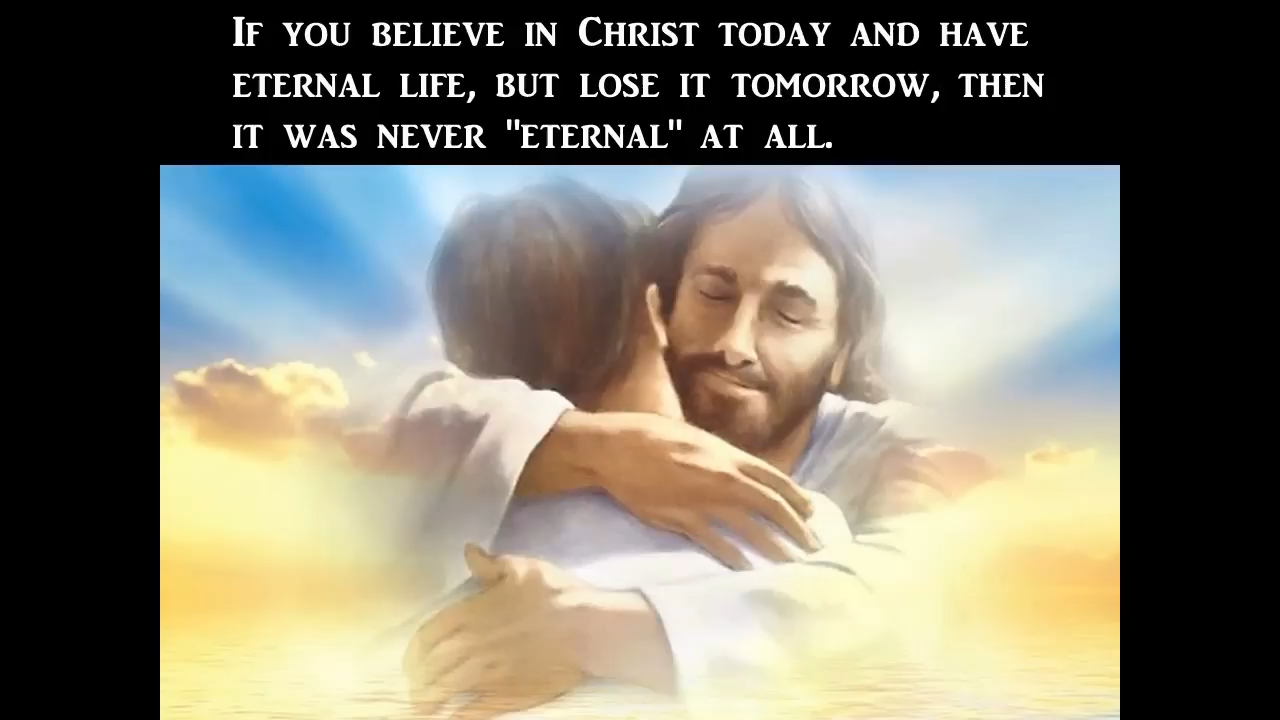 If you believe in Christ today and have
eternal life, but lose it tomorrow, then
it was never "eternal" at all.